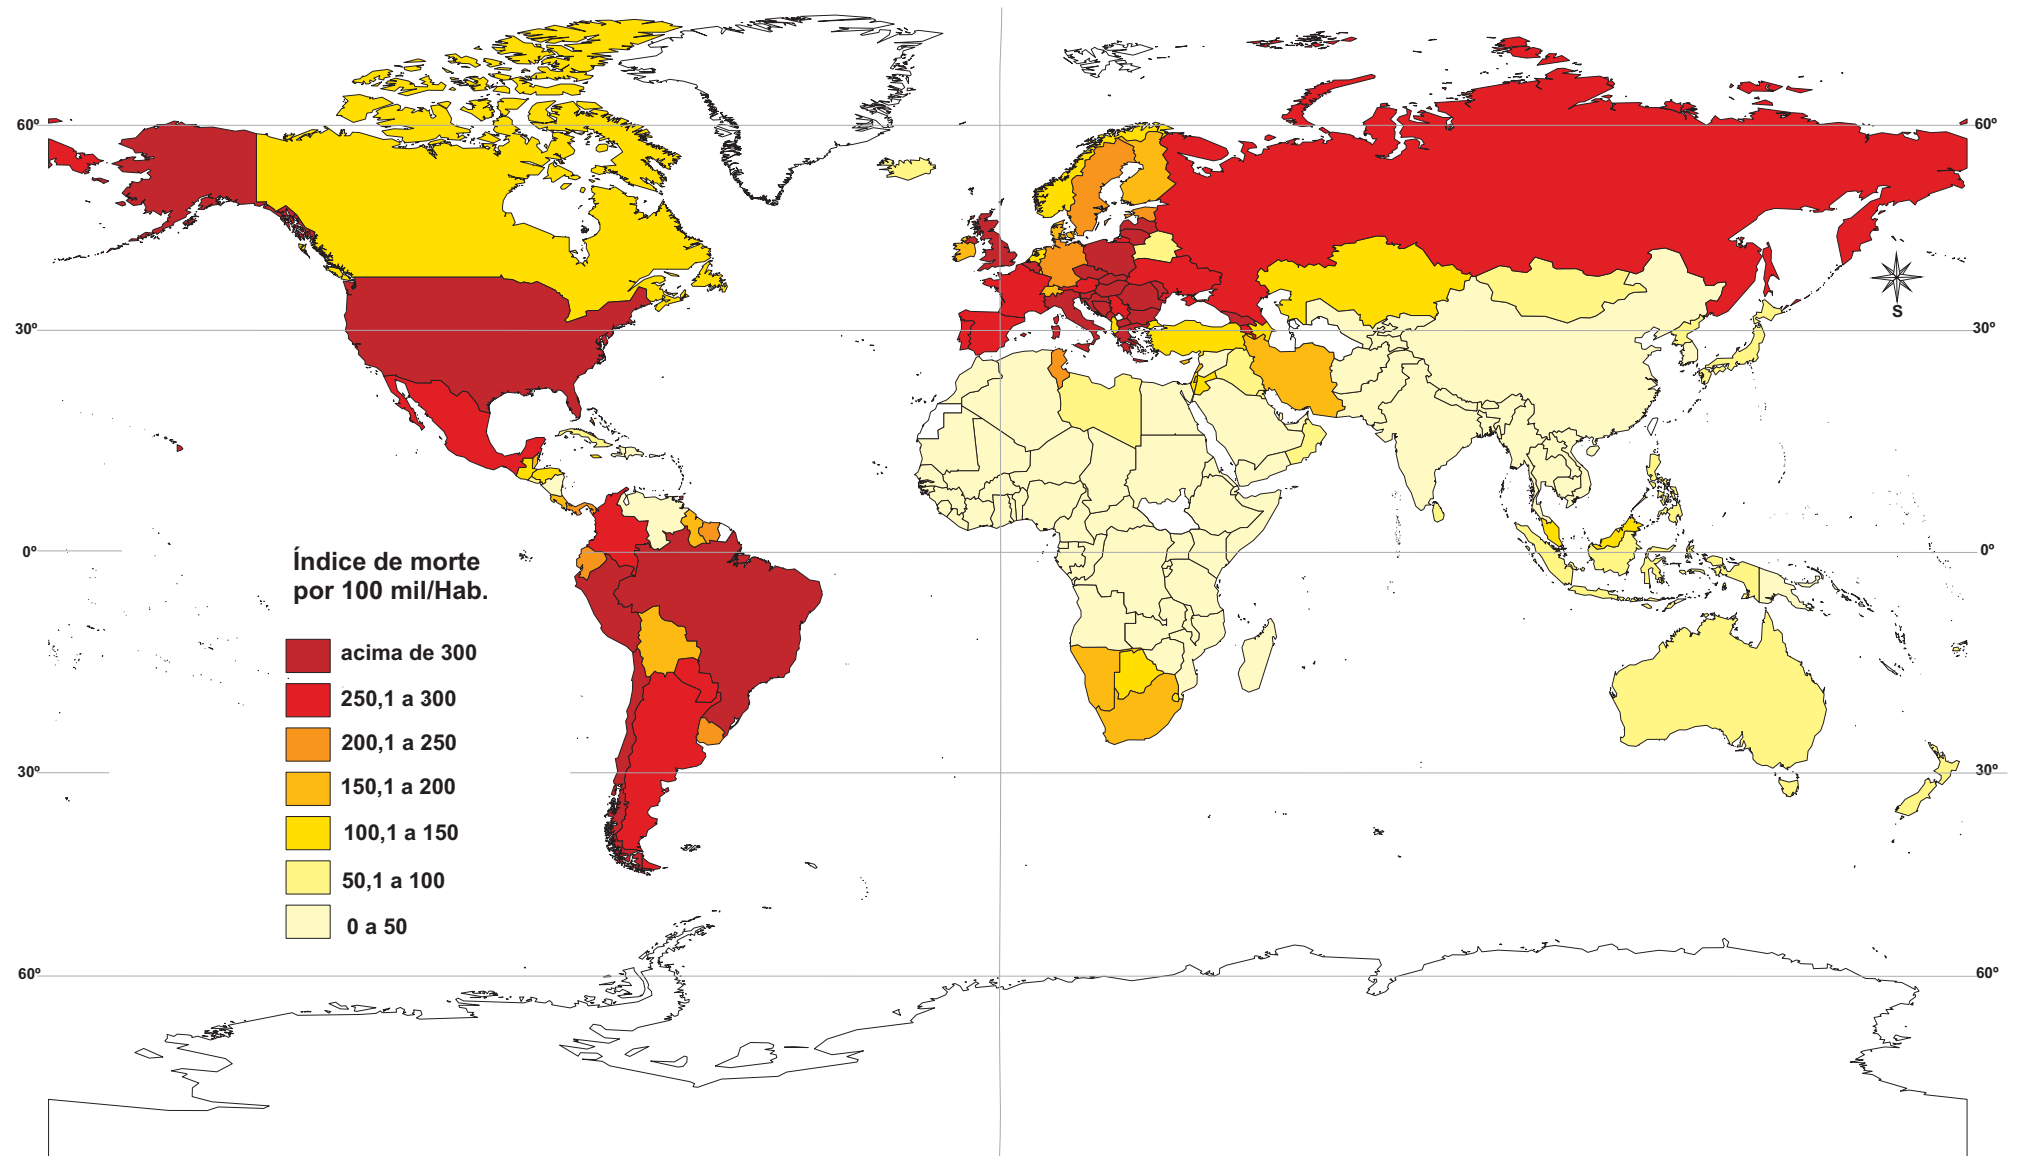 60º
60º
30º
30º
S
0º
0º
Índice de morte
por 100 mil/Hab.
acima de 300
250,1 a 300
200,1 a 250
150,1 a 200
100,1 a 150
50,1 a 100
0 a 50
30º
30º
60º
60º